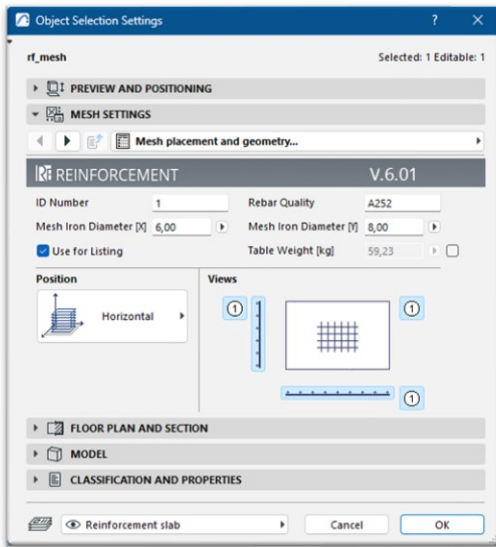 Object Selection Settings
rf_mesh
Selected: 1 Editable: 1
PREVIEW AND POSITIONING
MESH SETTINGS
Mesh placement and geometry...
REINFORCEMENT V.6.01
ID Number 1 Rebar Quality A252
Mesh Iron Diameter [X] 6,00 Mesh Iron Diameter [Y] 8,00
Use for Listing Table Weight [kg] 59,23
Position Views
Horizontal
1 1
1
FLOOR PLAN AND SECTION
MODEL
CLASSIFICATION AND PROPERTIES
Reinforcement slab Cancel OK